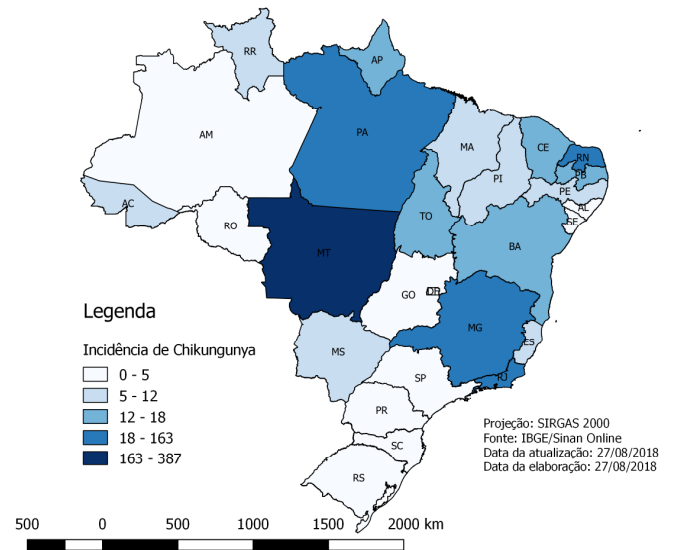 RR
AP
AM
PA
MA
CE
RN
PB
PI
PE
AL
SE
AC
RO
TO
BA
MT
GO
DF
MG
ES
MS
SP
RJ
PR
SC
RS
Legenda
Incidência de Chikungunya
0 - 5
5 - 12
12 - 18
18 - 163
163 - 387
Projeção: SIRGAS 2000
Fonte: IBGE/Sinan Online
Data da atualização: 27/08/2018
Data da elaboração: 27/08/2018
500 0 500 1000 1500 2000 km